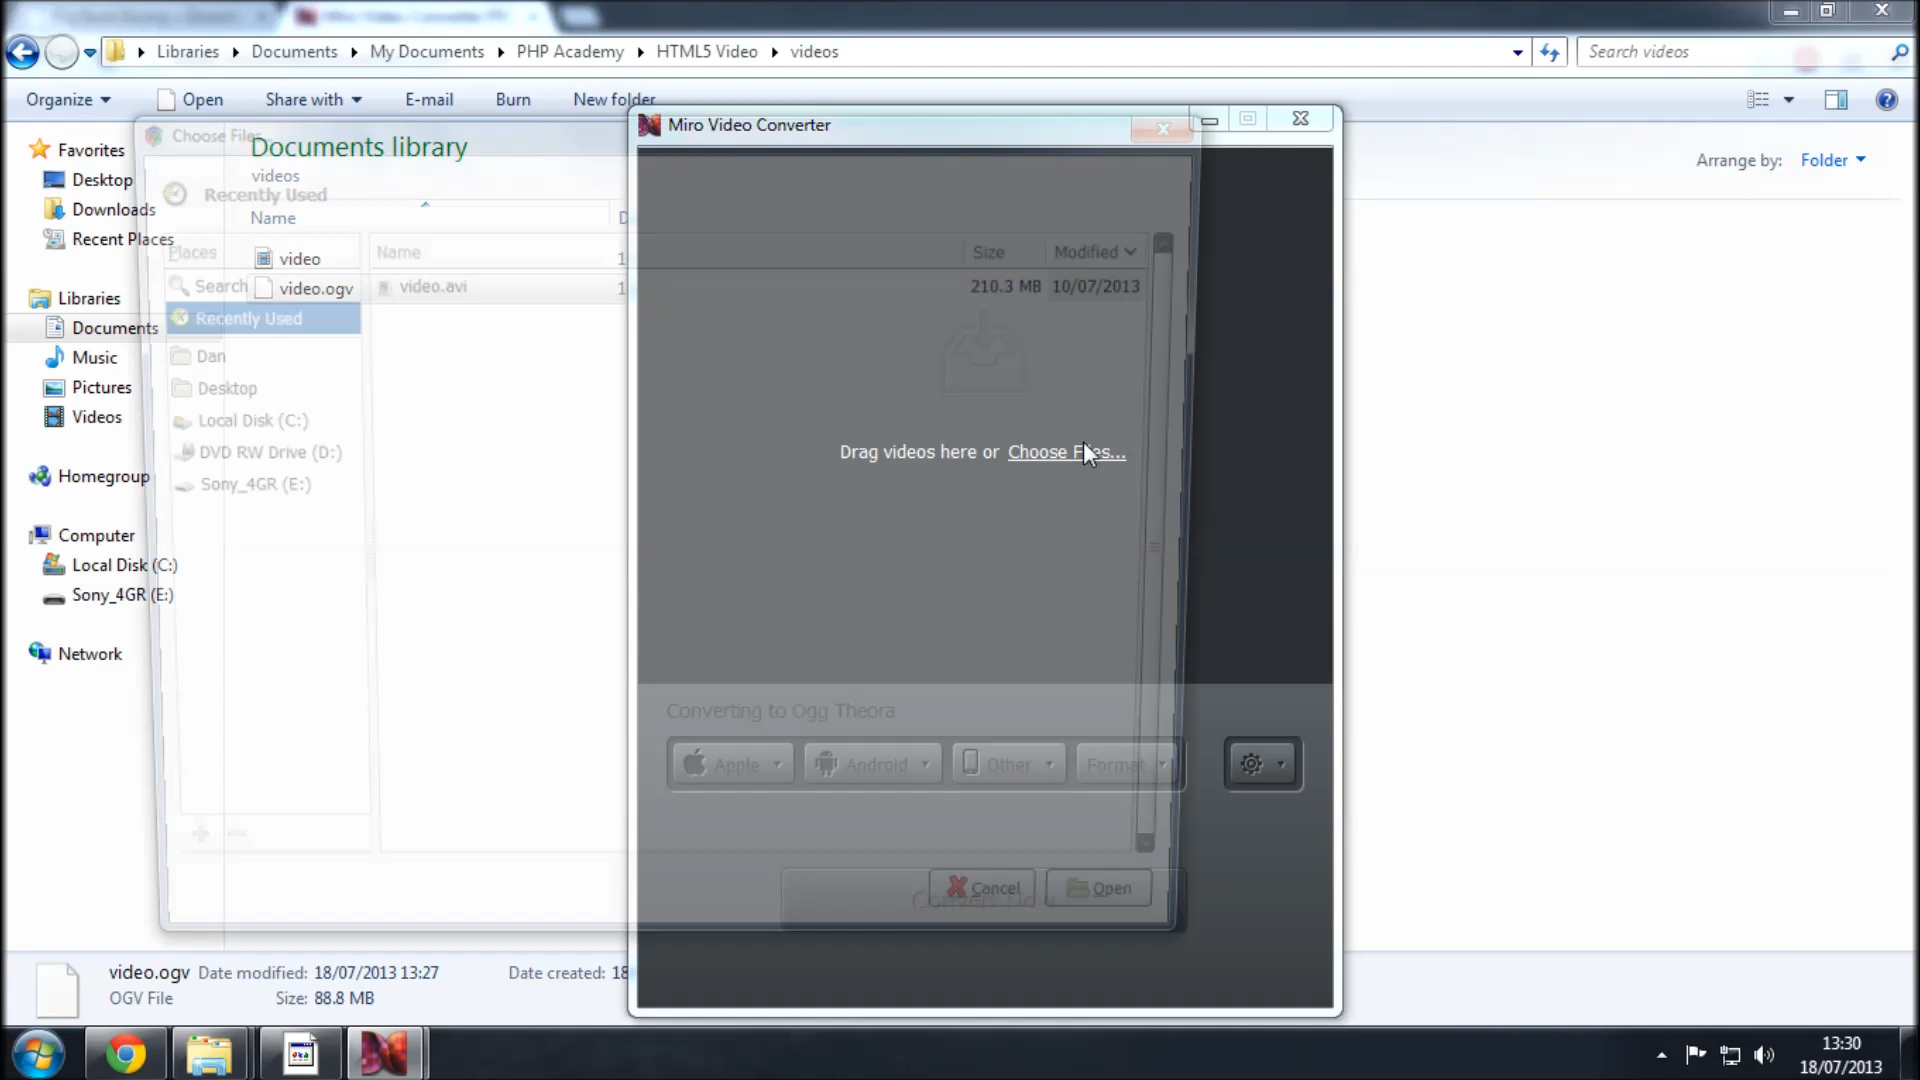 Libraries ▸ Documents ▸ My Documents ▸ PHP Academy ▸ HTML5 Video ▸ videos
Search videos
Organize
Open
Share with
E-mail
Burn
New folder
Choose Files
Miro Video Converter
Favorites
Desktop
Downloads
Recent Places
Libraries
Documents
Music
Pictures
Videos
Homegroup
Computer
Local Disk (C:)
Sony_4GR (E:)
Network
Documents library
videos
Arrange by: Folder
Recently Used
Name
Places
Name
Size
Modified
video
Search
video.ogv
video.avi
210.3 MB
10/07/2013
Recently Used
Dan
Desktop
Local Disk (C:)
DVD RW Drive (D:)
Sony_4GR (E:)
Drag videos here or Choose Files...
Converting to Ogg Theora
Apple
Android
Other
Format
Cancel
Open
video.ogv Date modified: 18/07/2013 13:27
Date created: 18
OGV File
Size: 88.8 MB
13:30
18/07/2013